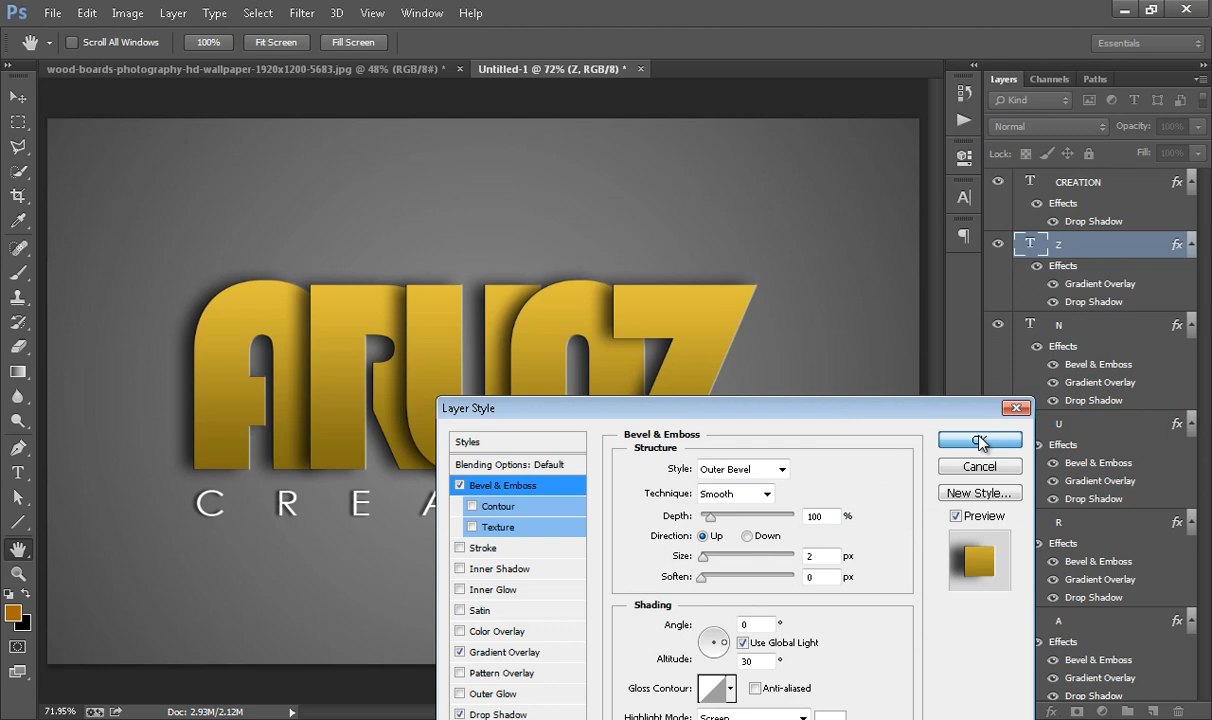 Ps File Edit Image Layer Type Select Filter 3D View Window Help
Scroll All Windows 100% Fit Screen Fill Screen Essentials
wood-boards-photography-hd-wallpaper-1920x1200-5683.jpg @ 48% (RGB/8#) * × Untitled-1 @ 72% (Z, RGB/8) * ×
Layers Channels Paths
Kind
Normal Opacity: 100%
Lock: Fill: 100%
T CREATION fx
Effects
Drop Shadow
T Z fx
Effects
Gradient Overlay
Drop Shadow
T N fx
Effects
Bevel & Emboss
Gradient Overlay
Drop Shadow
U fx
Effects
Bevel & Emboss
Gradient Overlay
Drop Shadow
R fx
Effects
Bevel & Emboss
Gradient Overlay
Drop Shadow
A fx
Effects
Bevel & Emboss
Gradient Overlay
Drop Shadow
ARUNZ
C R E A
Layer Style
Styles
Blending Options: Default
Bevel & Emboss
Contour
Texture
Stroke
Inner Shadow
Inner Glow
Satin
Color Overlay
Gradient Overlay
Pattern Overlay
Outer Glow
Drop Shadow
Bevel & Emboss
Structure
Style: Outer Bevel
Technique: Smooth
Depth: 100 %
Direction: Up Down
Size: 2 px
Soften: 0 px
Shading
Angle: 0 °
Use Global Light
Altitude: 30 °
Gloss Contour: Anti-aliased
Highlight Mode: Screen
OK
Cancel
New Style...
Preview
71.95% Doc: 2.93M/2.12M